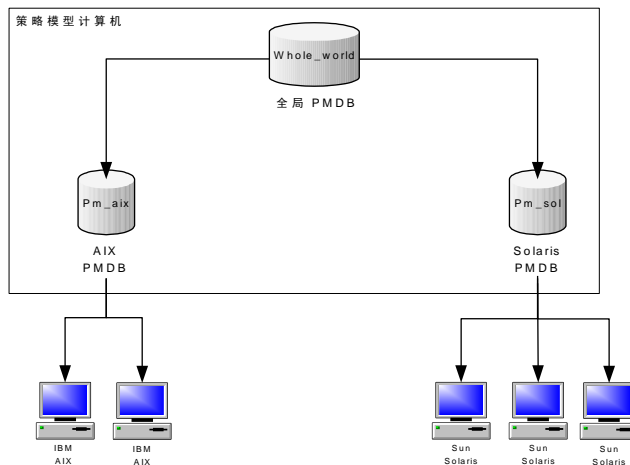 策略模型计算机
Whole_world
全局 PMDB
Pm_aix
Pm_sol
AIX
PMDB
Solaris
PMDB
IBM
AIX
IBM
AIX
Sun
Solaris
Sun
Solaris
Sun
Solaris